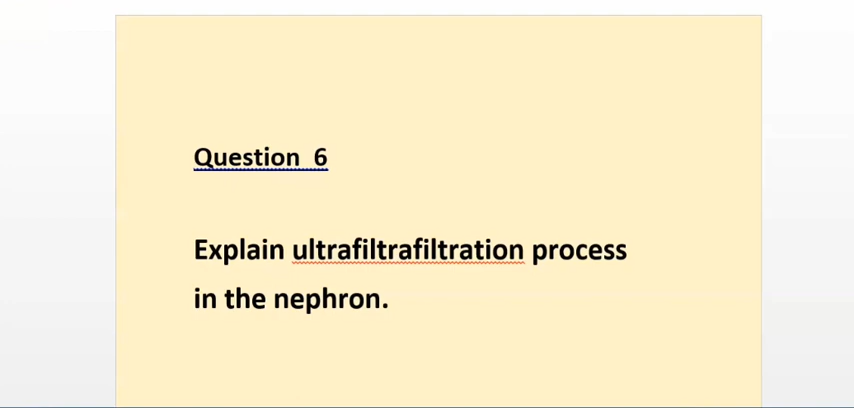 Question  6
Explain ultrafiltrafiltration process
in the nephron.